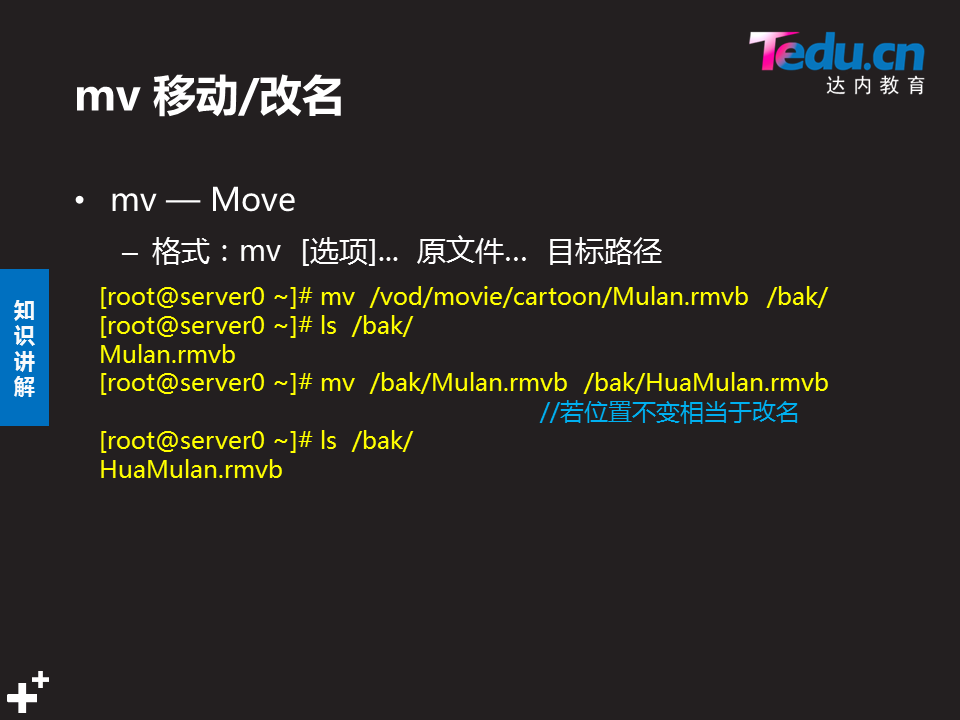 Tedu.cn
达内教育
mv 移动/改名
• mv — Move
– 格式：mv [选项]... 原文件… 目标路径
[root@server0 ~]# mv /vod/movie/cartoon/Mulan.rmvb /bak/
[root@server0 ~]# ls /bak/
Mulan.rmvb
[root@server0 ~]# mv /bak/Mulan.rmvb /bak/HuaMulan.rmvb
//若位置不变相当于改名
[root@server0 ~]# ls /bak/
HuaMulan.rmvb
知识讲解